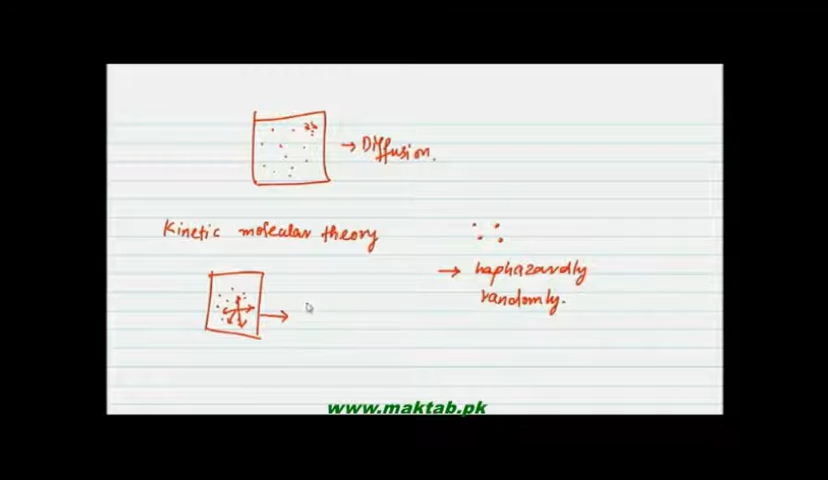 → Diffusion.
Kinetic molecular theory
→ haphazardly
randomly.
www.maktab.pk